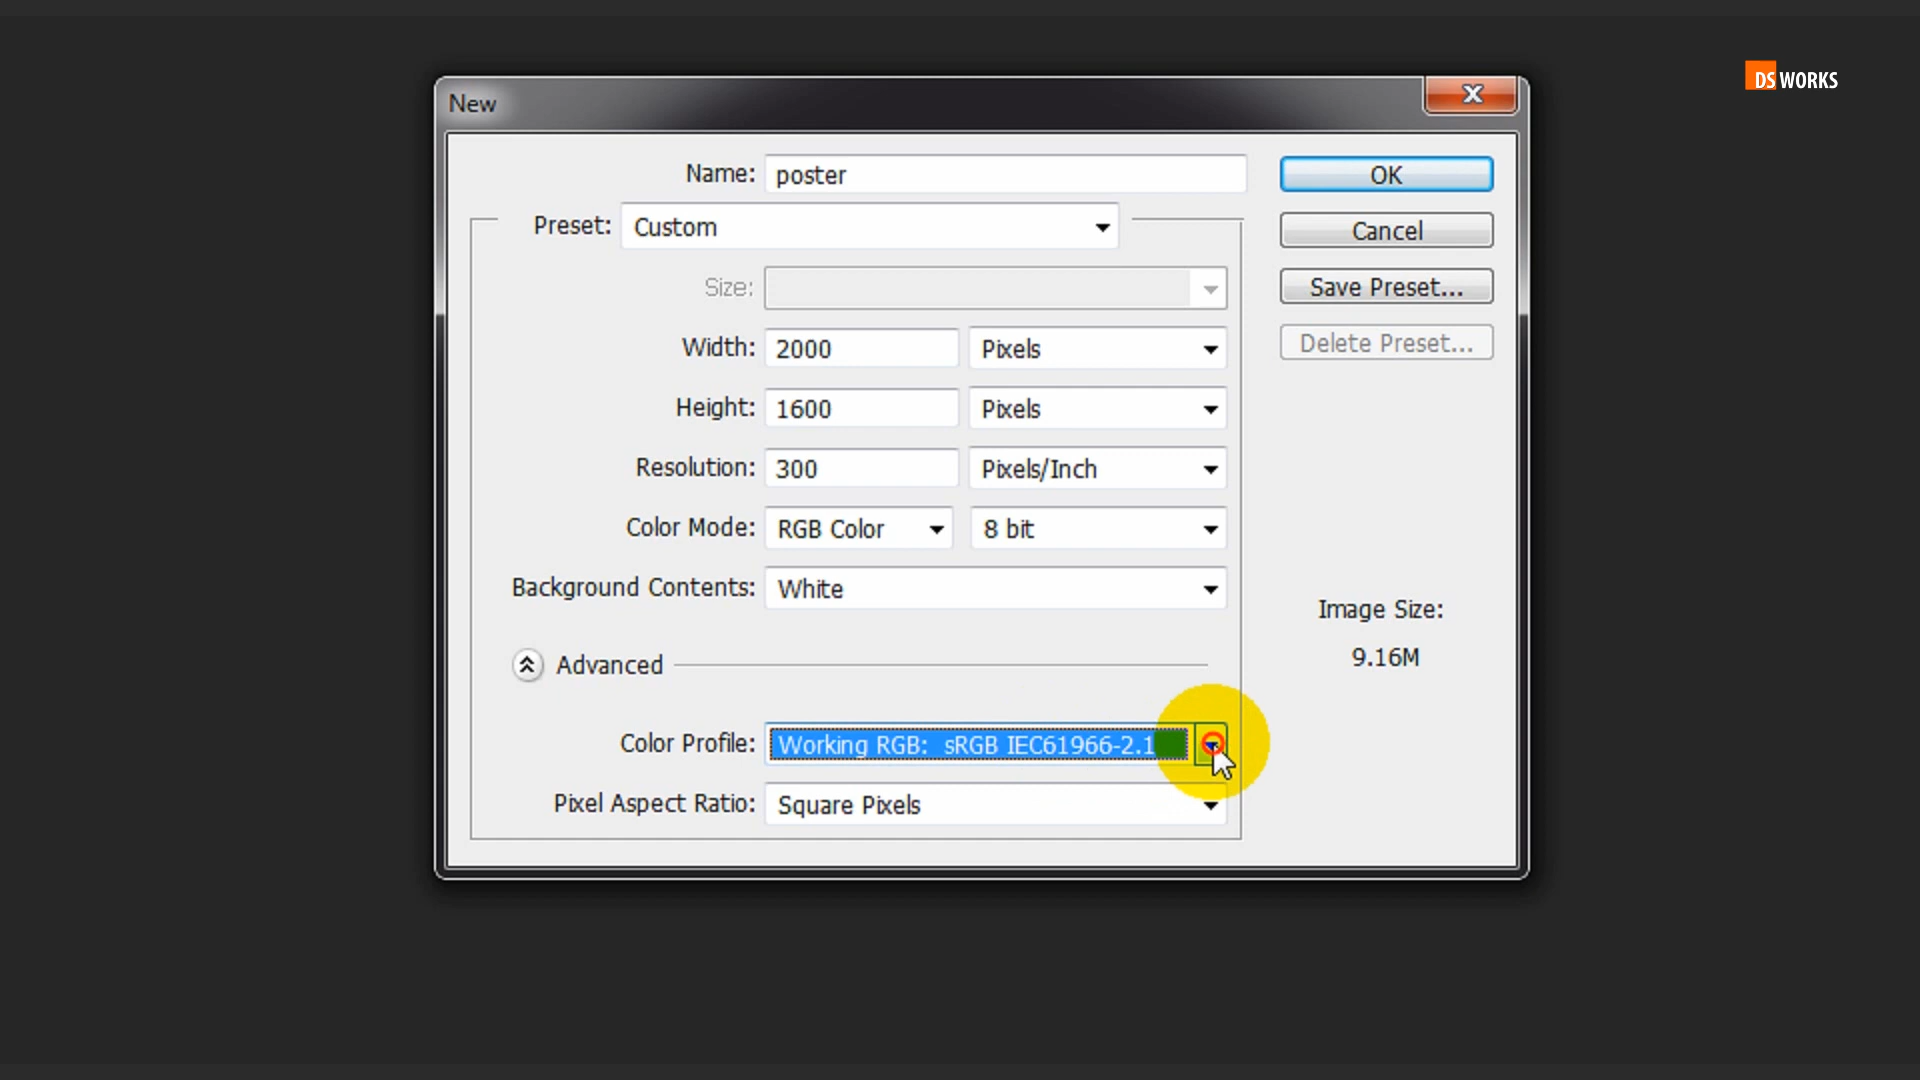 DS WORKS
New
Name: poster
OK
Preset: Custom
Cancel
Size:
Save Preset...
Width: 2000 Pixels
Delete Preset...
Height: 1600 Pixels
Resolution: 300 Pixels/Inch
Color Mode: RGB Color 8 bit
Background Contents: White
Image Size:
9.16M
Advanced
Color Profile: Working RGB: sRGB IEC61966-2.1
Pixel Aspect Ratio: Square Pixels